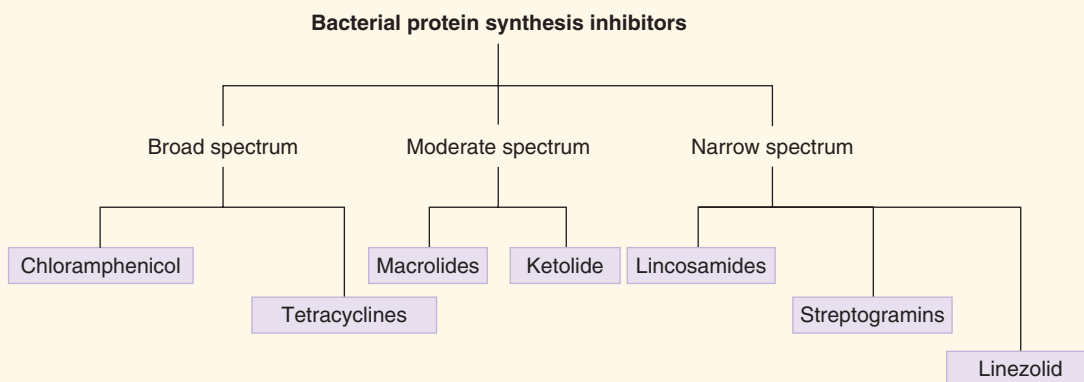 Bacterial protein synthesis inhibitors
Broad spectrum
Moderate spectrum
Narrow spectrum
Chloramphenicol
Macrolides
Ketolide
Lincosamides
Tetracyclines
Streptogramins
Linezolid